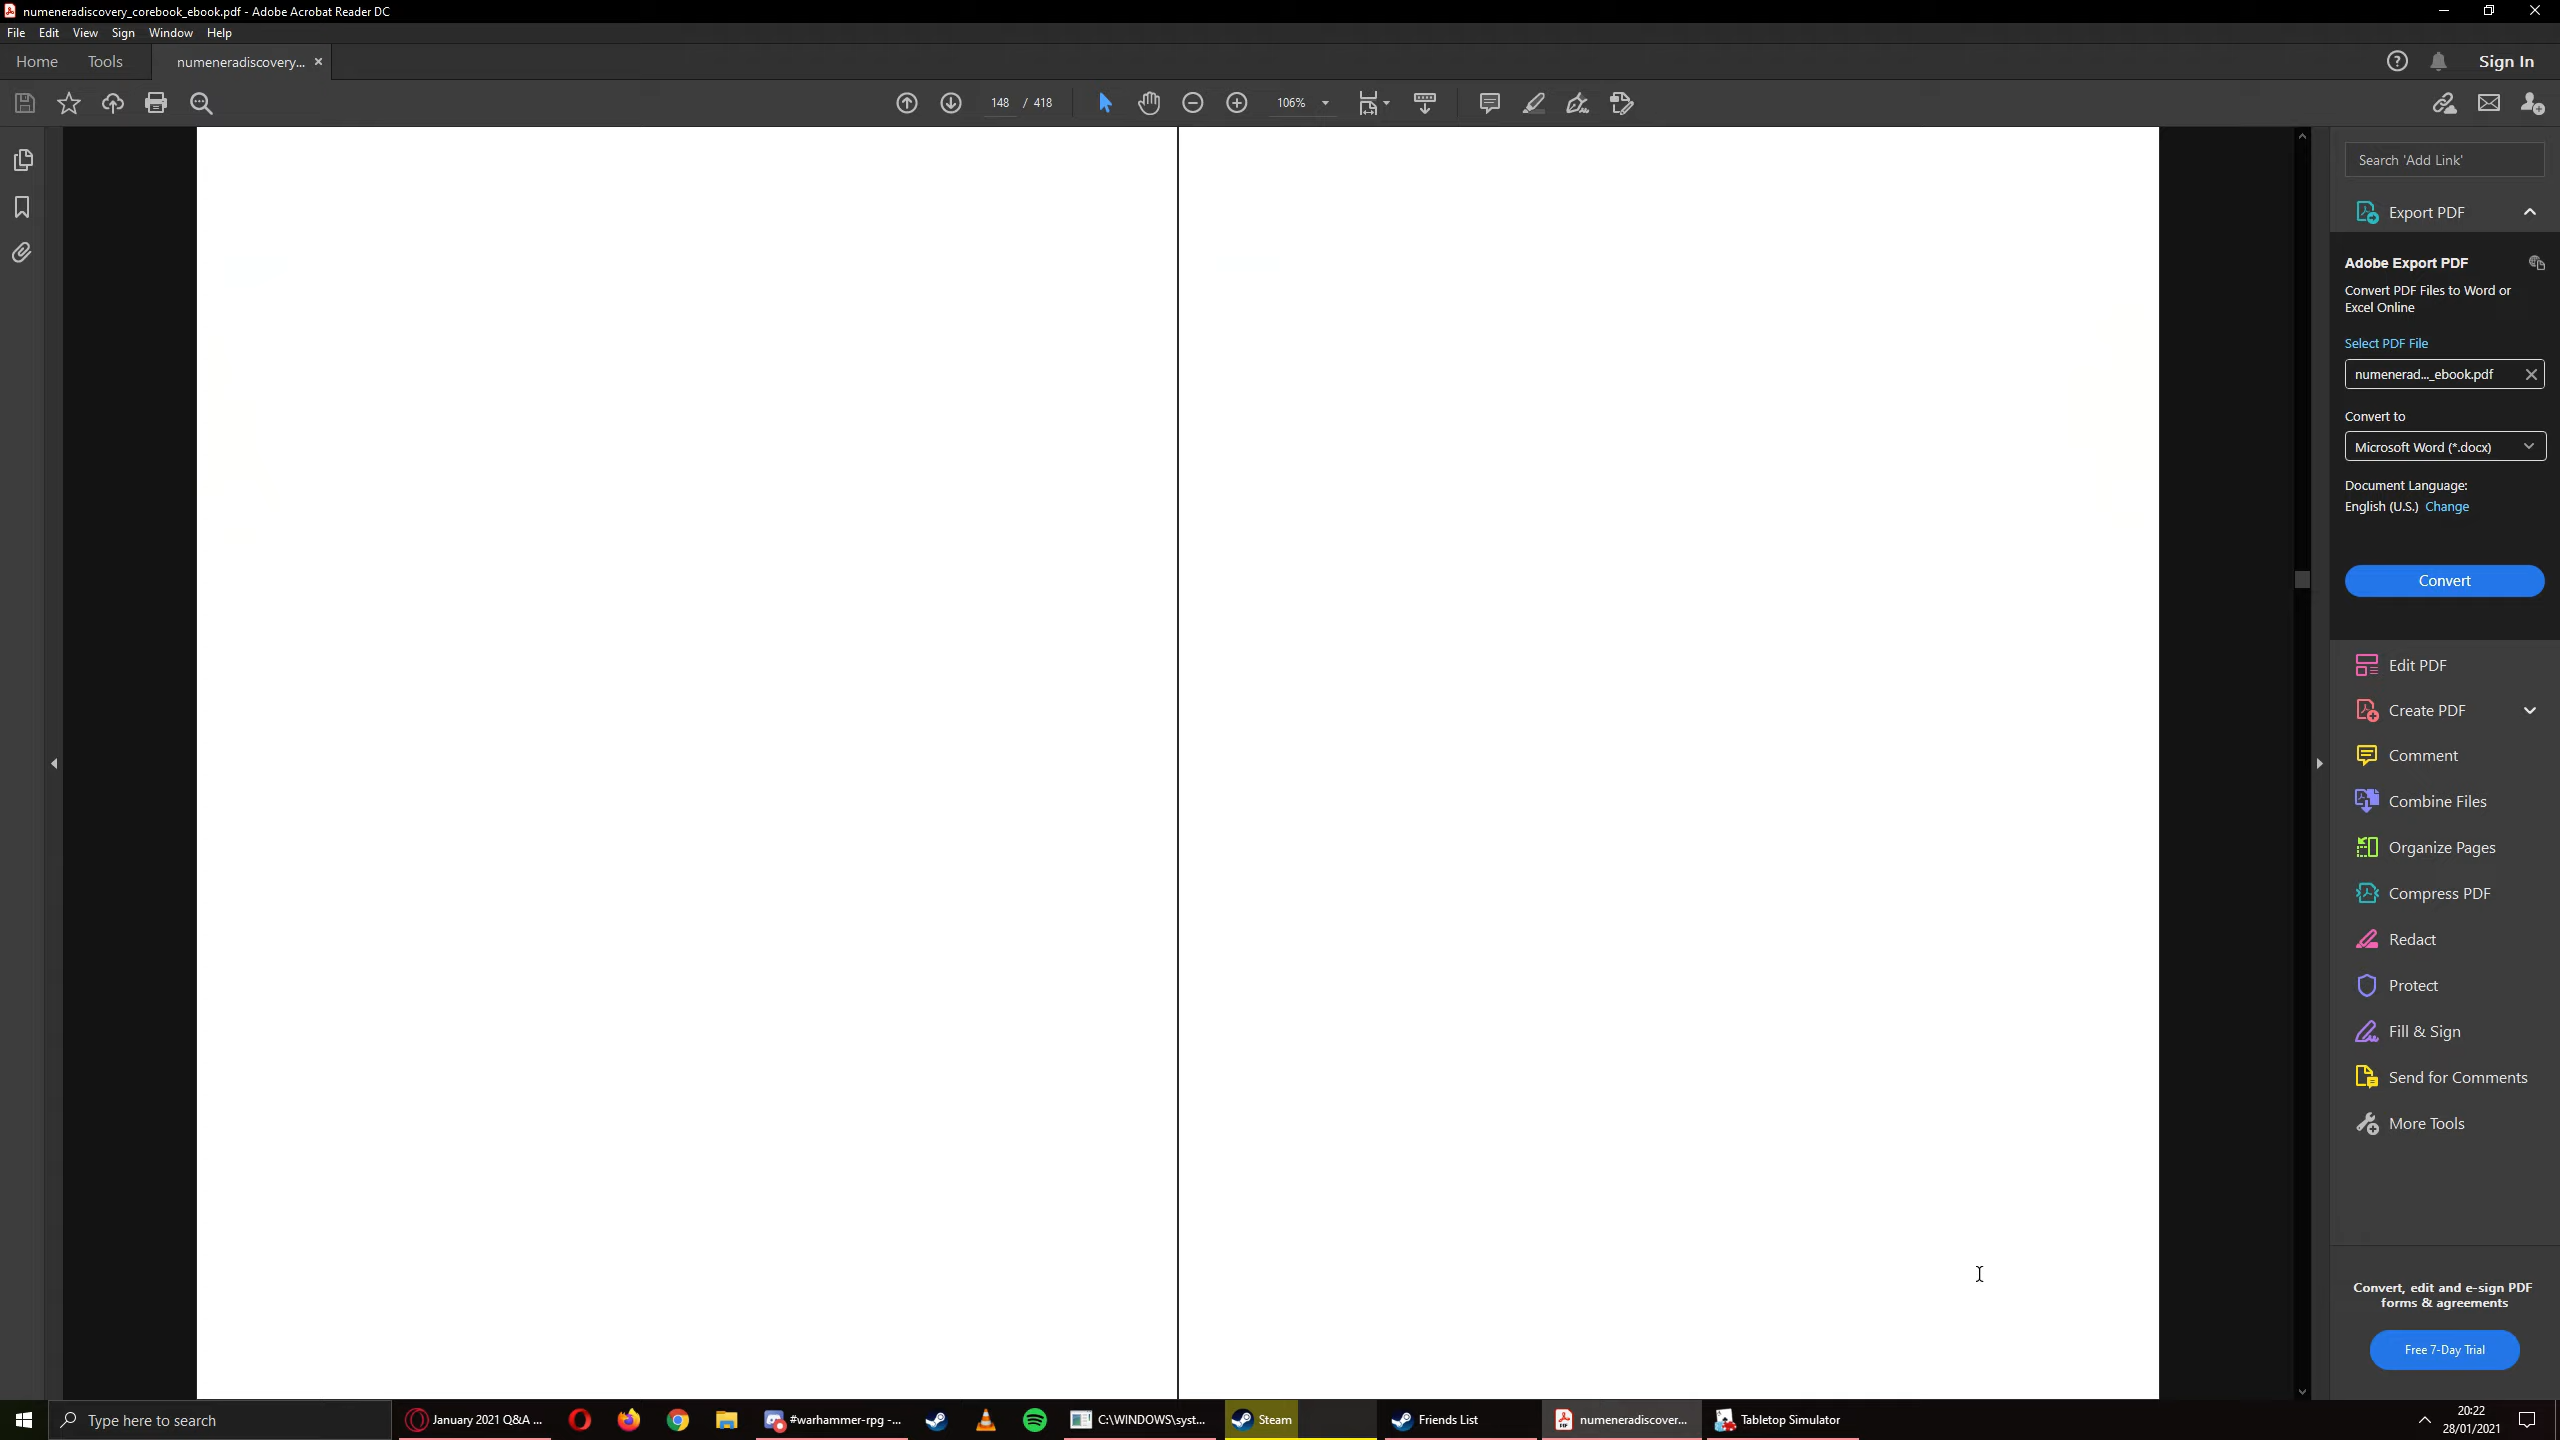 numeneradiscovery_corebook_ebook.pdf - Adobe Acrobat Reader DC
File Edit View Sign Window Help
Home Tools numeneradiscovery... × Sign In
148 / 418 106%
Search 'Add Link'
Export PDF
Adobe Export PDF
Convert PDF Files to Word or
Excel Online
Select PDF File
numenerad..._ebook.pdf
Convert to
Microsoft Word (*.docx)
Document Language:
English (U.S.) Change
Convert
Edit PDF
Create PDF
Comment
Combine Files
Organize Pages
Compress PDF
Redact
Protect
Fill & Sign
Send for Comments
More Tools
Convert, edit and e-sign PDF
forms & agreements
Free 7-Day Trial
Type here to search January 2021 Q&A ... #warhammer-rpg -... C:\WINDOWS\syst... Steam Friends List numeneradiscover... Tabletop Simulator 20:22
28/01/2021